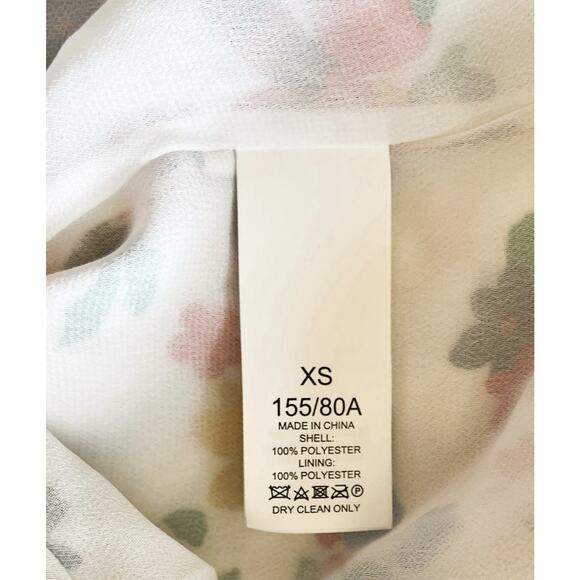 XS
155/80A
MADE IN CHINA
SHELL:
100% POLYESTER
LINING:
100% POLYESTER
DRY CLEAN ONLY